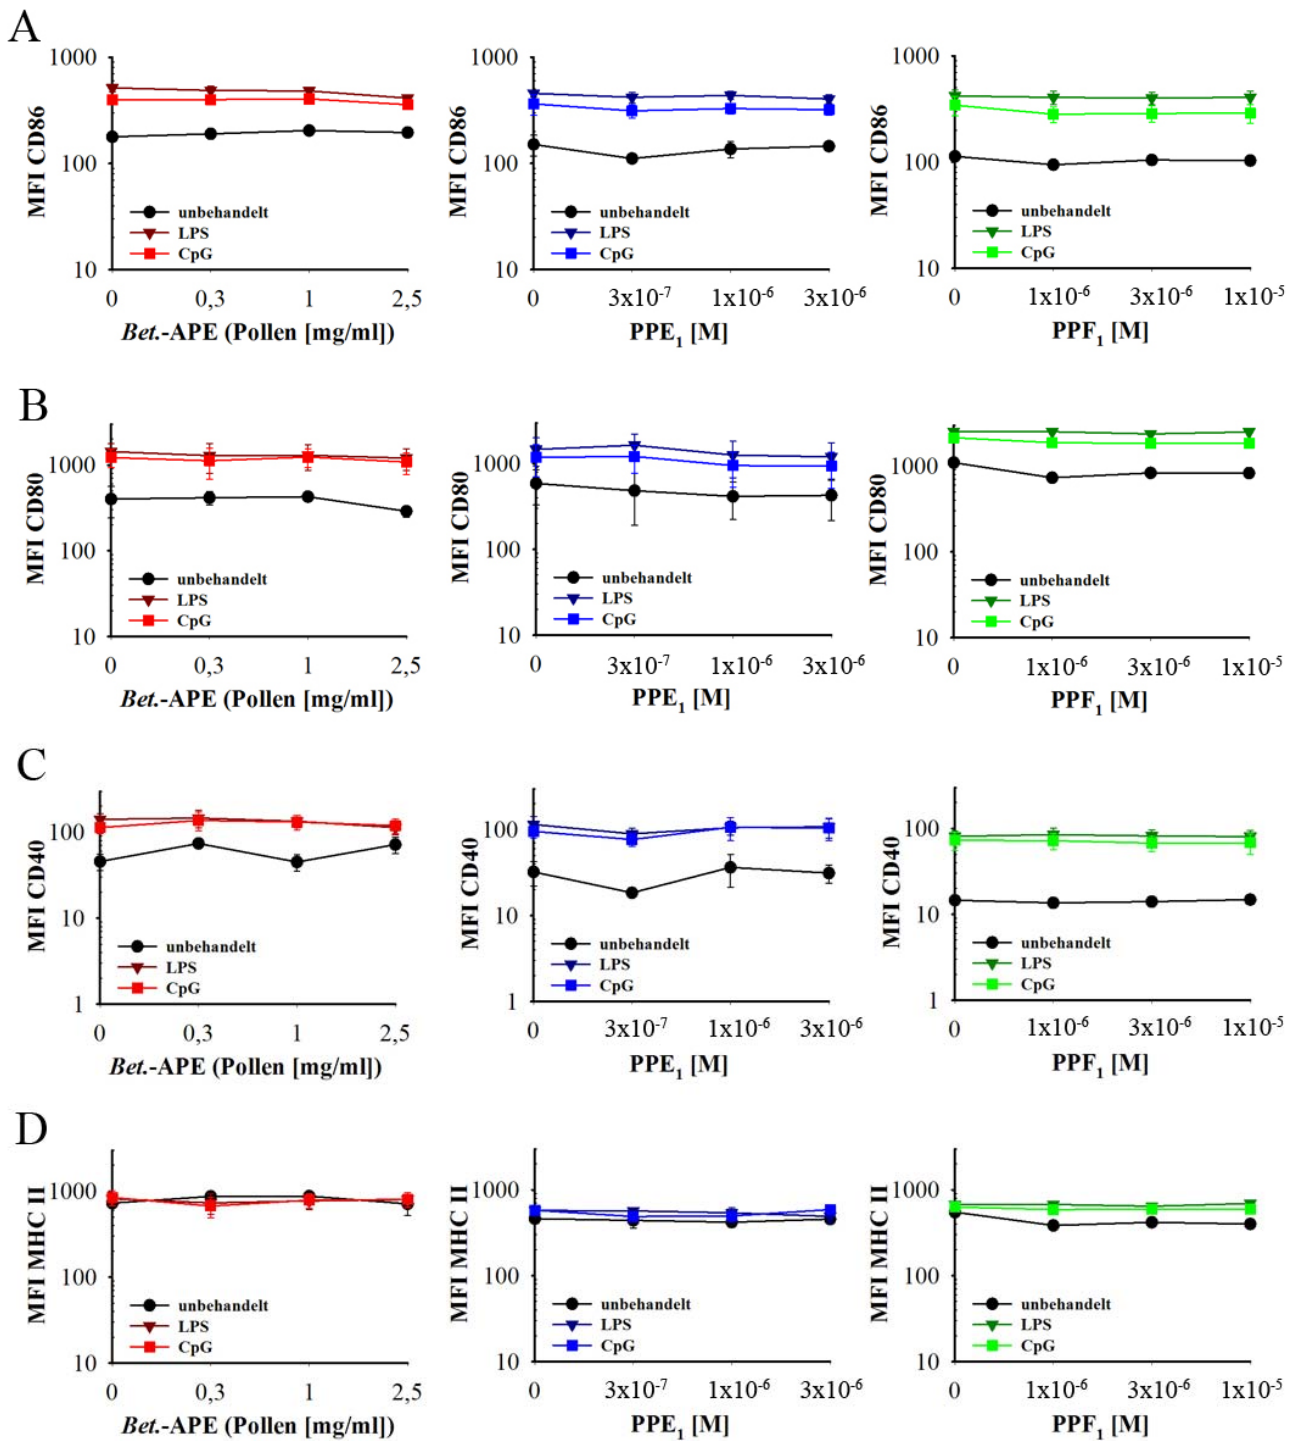 A
MFI CD86
1000
100
10
unbehandelt
LPS
CpG
0 0,3 1 2,5
Bet.-APE (Pollen [mg/ml])
MFI CD86
1000
100
10
unbehandelt
LPS
CpG
0 3x10-7 1x10-6 3x10-6
PPE1 [M]
MFI CD86
1000
100
10
unbehandelt
LPS
CpG
0 1x10-6 3x10-6 1x10-5
PPF1 [M]
B
MFI CD80
1000
100
10
unbehandelt
LPS
CpG
0 0,3 1 2,5
Bet.-APE (Pollen [mg/ml])
MFI CD80
1000
100
10
unbehandelt
LPS
CpG
0 3x10-7 1x10-6 3x10-6
PPE1 [M]
MFI CD80
1000
100
10
unbehandelt
LPS
CpG
0 1x10-6 3x10-6 1x10-5
PPF1 [M]
C
MFI CD40
100
10
1
unbehandelt
LPS
CpG
0 0,3 1 2,5
Bet.-APE (Pollen [mg/ml])
MFI CD40
100
10
1
unbehandelt
LPS
CpG
0 3x10-7 1x10-6 3x10-6
PPE1 [M]
MFI CD40
100
10
1
unbehandelt
LPS
CpG
0 1x10-6 3x10-6 1x10-5
PPF1 [M]
D
MFI MHC II
1000
100
10
unbehandelt
LPS
CpG
0 0,3 1 2,5
Bet.-APE (Pollen [mg/ml])
MFI MHC II
1000
100
10
unbehandelt
LPS
CpG
0 3x10-7 1x10-6 3x10-6
PPE1 [M]
MFI MHC II
1000
100
10
unbehandelt
LPS
CpG
0 1x10-6 3x10-6 1x10-5
PPF1 [M]